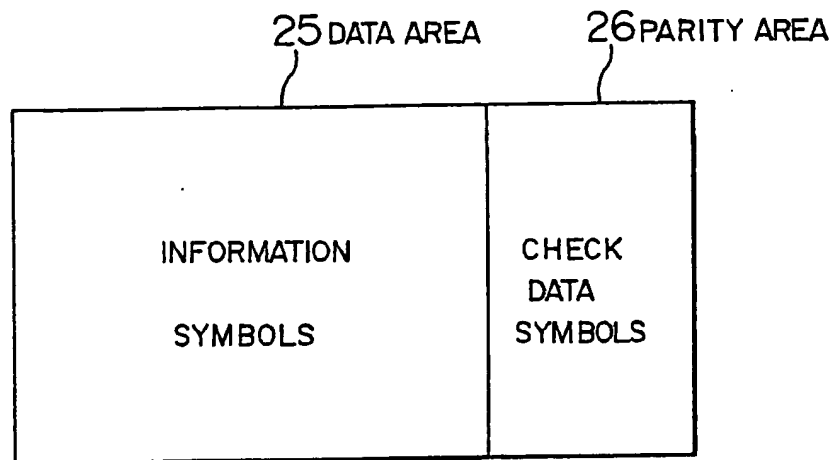 25 DATA AREA 26 PARITY AREA
INFORMATION
SYMBOLS
CHECK
DATA
SYMBOLS